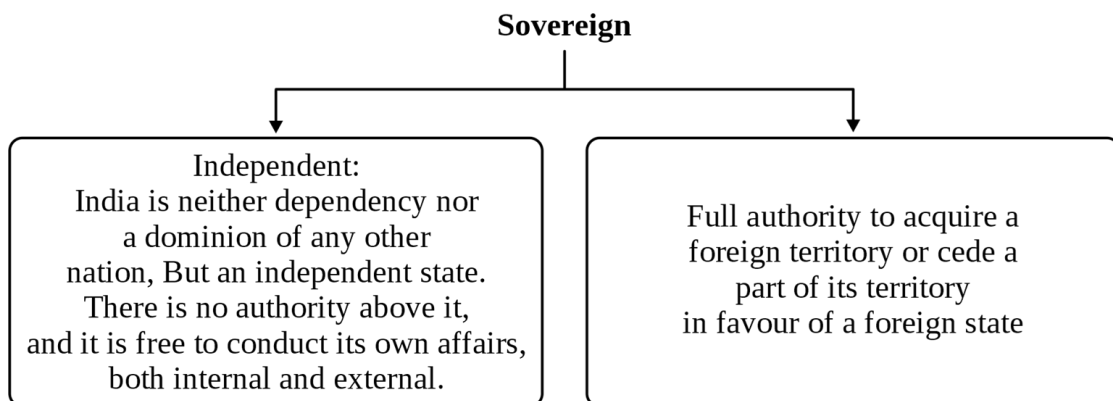 Sovereign
Independent:
India is neither dependency nor
a dominion of any other
nation, But an independent state.
There is no authority above it,
and it is free to conduct its own affairs,
both internal and external.
Full authority to acquire a
foreign territory or cede a
part of its territory
in favour of a foreign state